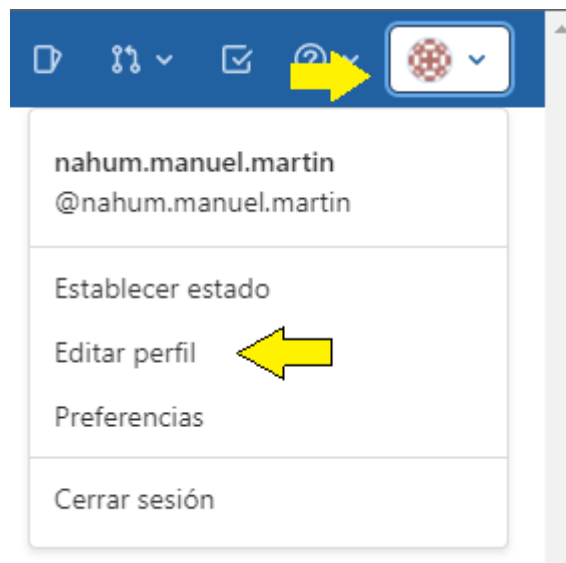 nahum.manuel.martin
@nahum.manuel.martin
Establecer estado
Editar perfil
Preferencias
Cerrar sesión